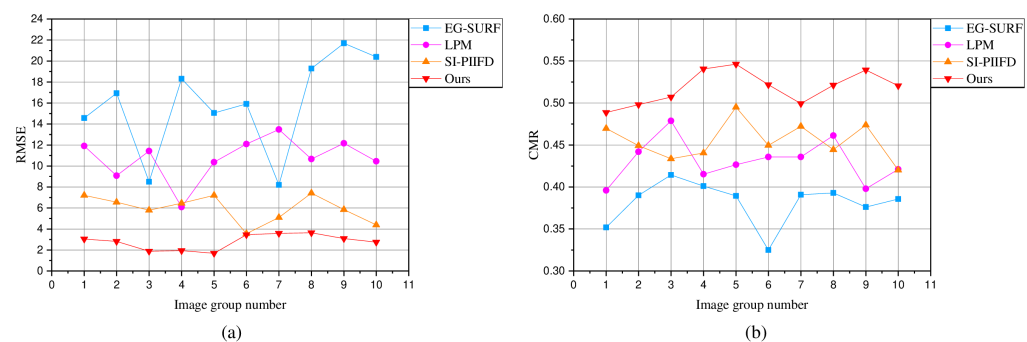 24
22
20
18
16
14
12
10
8
6
4
2
0
RMSE
0 1 2 3 4 5 6 7 8 9 10 11
Image group number
EG-SURF
LPM
SI-PIIFD
Ours
(a)
0.60
0.55
0.50
0.45
0.40
0.35
0.30
CMR
0 1 2 3 4 5 6 7 8 9 10 11
Image group number
EG-SURF
LPM
SI-PIIFD
Ours
(b)